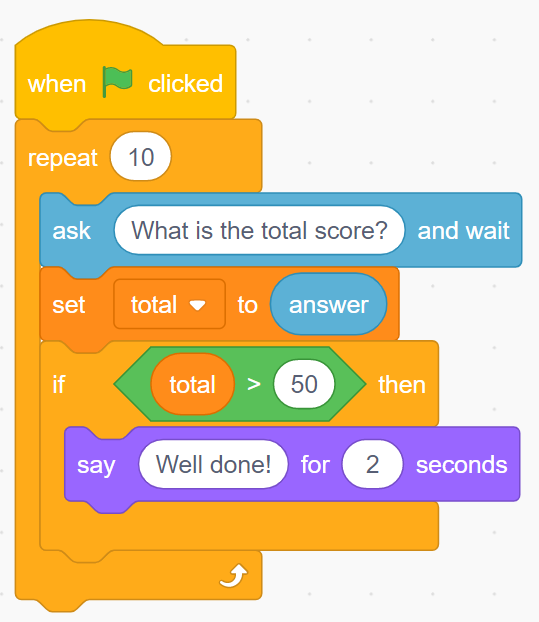 when clicked
repeat 10
ask What is the total score? and wait
set total to answer
if total > 50 then
say Well done! for 2 seconds